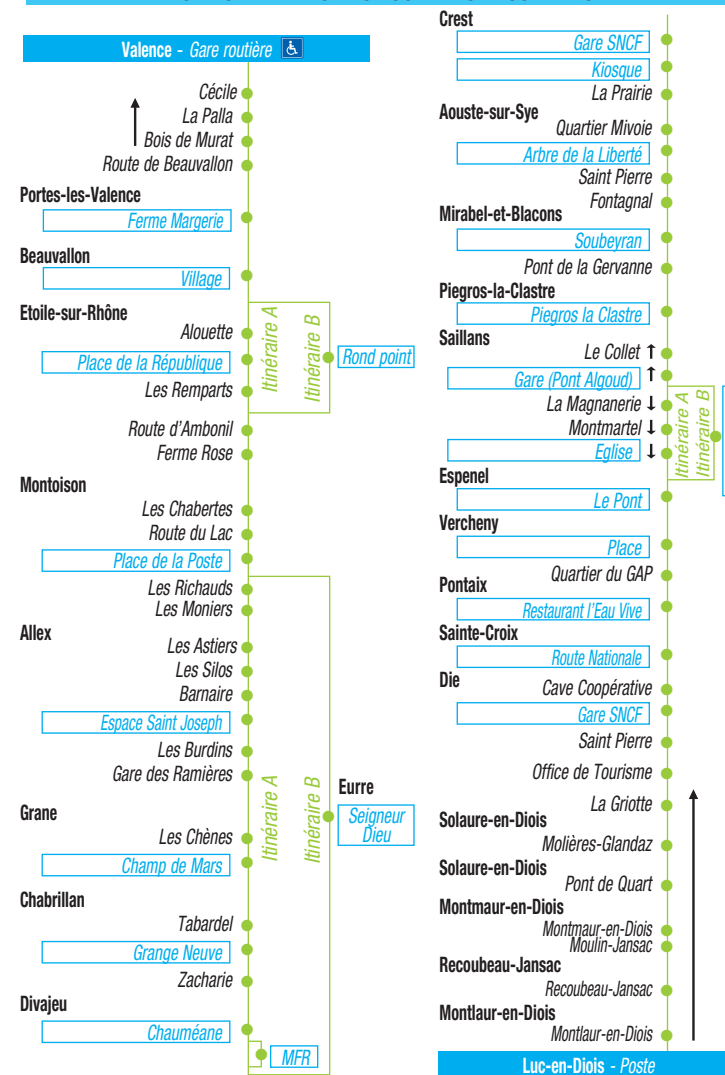 Valence - Gare routière
Cécile
La Palla
Bois de Murat
Route de Beauvallon
Portes-les-Valence
Ferme Margerie
Beauvallon
Village
Etoile-sur-Rhône
Alouette
Place de la République
Les Remparts
Itinéraire A
Itinéraire B
Rond point
Route d'Ambonil
Ferme Rose
Montoison
Les Chabertes
Route du Lac
Place de la Poste
Les Richauds
Les Moniers
Allex
Les Astiers
Les Silos
Barnaire
Espace Saint Joseph
Les Burdins
Gare des Ramières
Grane
Les Chènes
Champ de Mars
Itinéraire A
Itinéraire B
Eurre
Seigneur
Dieu
Chabrillan
Tabardel
Grange Neuve
Zacharie
Divajeu
Chauméane
MFR
Crest
Gare SNCF
Kiosque
La Prairie
Aouste-sur-Sye
Quartier Mivoie
Arbre de la Liberté
Saint Pierre
Fontagnal
Mirabel-et-Blacons
Soubeyran
Pont de la Gervanne
Piegros-la-Clastre
Piegros la Clastre
Saillans
Le Collet ↑
Gare (Pont Algoud) ↑
La Magnanerie ↓
Montmartel ↓
Eglise ↓
Itinéraire A
Itinéraire B
Espenel
Le Pont
Vercheny
Place
Quartier du GAP
Pontaix
Restaurant l'Eau Vive
Sainte-Croix
Route Nationale
Die
Cave Coopérative
Gare SNCF
Saint Pierre
Office de Tourisme
La Griotte
Solaure-en-Diois
Molières-Glandaz
Solaure-en-Diois
Pont de Quart
Montmaur-en-Diois
Montmaur-en-Diois
Moulin-Jansac
Recoubeau-Jansac
Recoubeau-Jansac
Montlaur-en-Diois
Montlaur-en-Diois
Luc-en-Diois - Poste